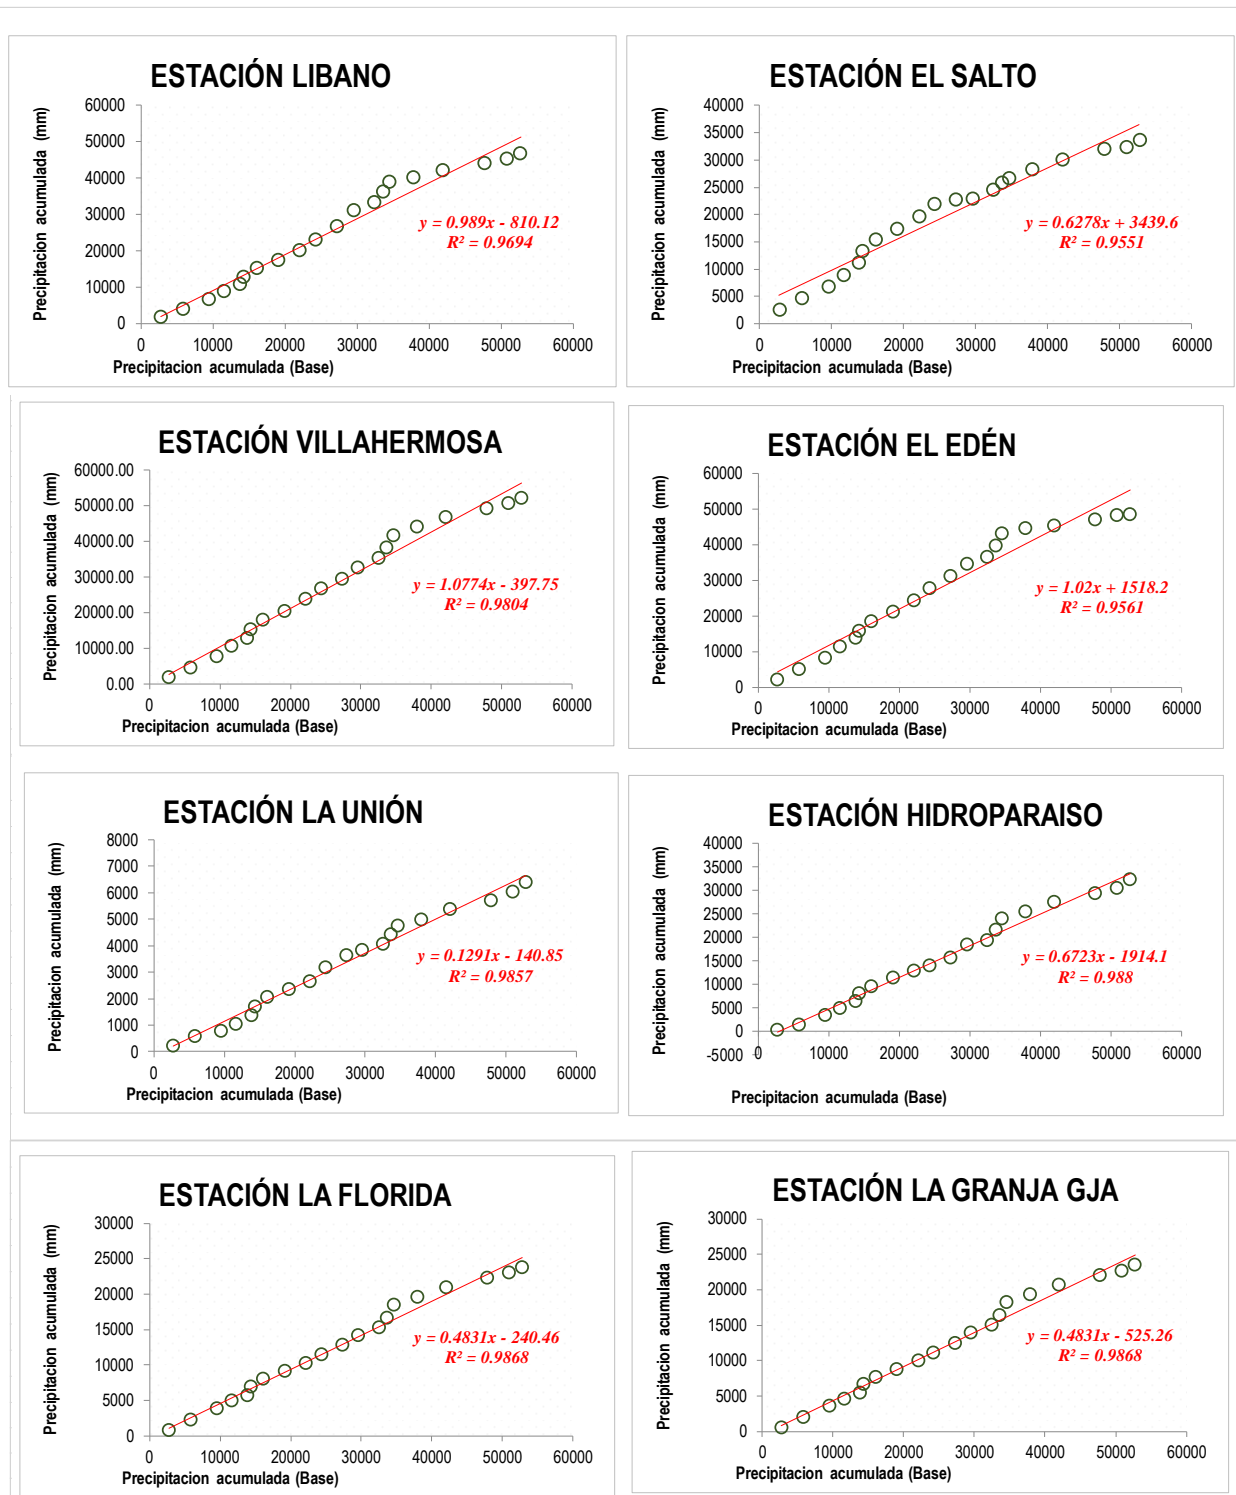 ESTACIÓN LIBANO
Precipitacion acumulada (mm)
60000
50000
40000
30000
20000
10000
0
y = 0.989x - 810.12
R² = 0.9694
0 10000 20000 30000 40000 50000 60000
Precipitacion acumulada (Base)
ESTACIÓN EL SALTO
Precipitacion acumulada (mm)
40000
35000
30000
25000
20000
15000
10000
5000
0
y = 0.6278x + 3439.6
R² = 0.9551
0 10000 20000 30000 40000 50000 60000
Precipitacion acumulada (Base)
ESTACIÓN VILLAHERMOSA
Precipitacion acumulada (mm)
60000.00
50000.00
40000.00
30000.00
20000.00
10000.00
0.00
y = 1.0774x - 397.75
R² = 0.9804
0 10000 20000 30000 40000 50000 60000
Precipitacion acumulada (Base)
ESTACIÓN EL EDÉN
Precipitacion acumulada (mm)
60000
50000
40000
30000
20000
10000
0
y = 1.02x + 1518.2
R² = 0.9561
0 10000 20000 30000 40000 50000 60000
Precipitacion acumulada (Base)
ESTACIÓN LA UNIÓN
Precipitacion acumulada (mm)
8000
7000
6000
5000
4000
3000
2000
1000
0
y = 0.1291x - 140.85
R² = 0.9857
0 10000 20000 30000 40000 50000 60000
Precipitacion acumulada (Base)
ESTACIÓN HIDROPARAISO
Precipitacion acumulada (mm)
40000
35000
30000
25000
20000
15000
10000
5000
0
-5000
y = 0.6723x - 1914.1
R² = 0.988
0 10000 20000 30000 40000 50000 60000
Precipitacion acumulada (Base)
ESTACIÓN LA FLORIDA
Precipitacion acumulada (mm)
30000
25000
20000
15000
10000
5000
0
y = 0.4831x - 240.46
R² = 0.9868
0 10000 20000 30000 40000 50000 60000
Precipitacion acumulada (Base)
ESTACIÓN LA GRANJA GJA
Precipitacion acumulada (mm)
30000
25000
20000
15000
10000
5000
0
y = 0.4831x - 525.26
R² = 0.9868
0 10000 20000 30000 40000 50000 60000
Precipitacion acumulada (Base)